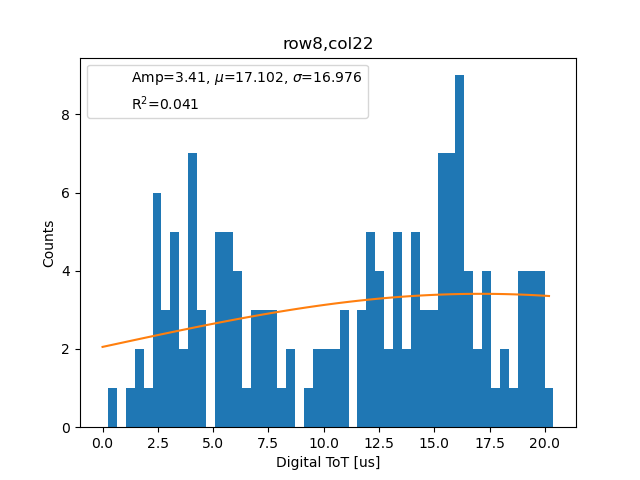 row8,col22
Amp=3.41, μ=17.102, σ=16.976
R²=0.041
Counts
8
6
4
2
0
0.0 2.5 5.0 7.5 10.0 12.5 15.0 17.5 20.0
Digital ToT [us]